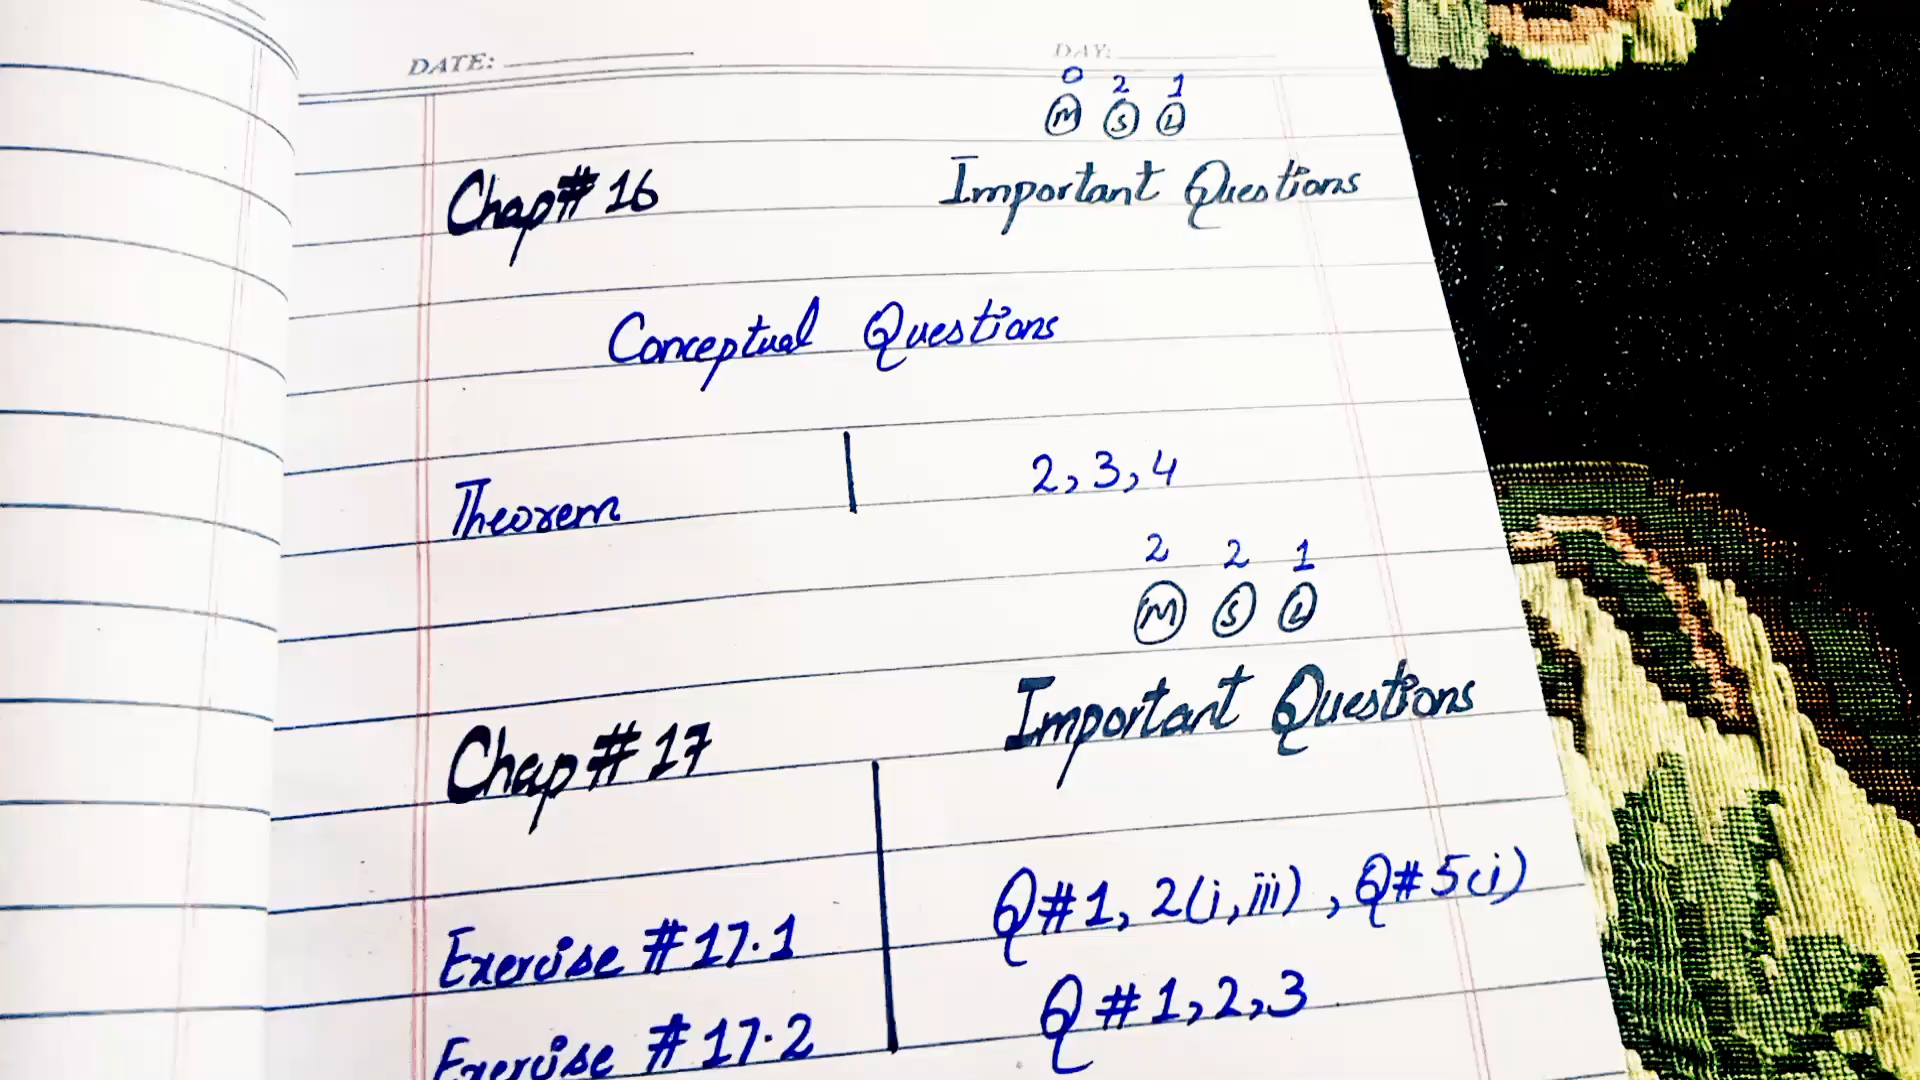 DATE: DAY:
0 2 1
M S L
Chap# 16 Important Questions
Conceptual Questions
Theorem 2, 3, 4
2 2 1
M S L
Chap# 17 Important Questions
Exercise # 17.1 Q#1, 2(i, iii), Q#5(i)
Exercise # 17.2 Q#1, 2, 3